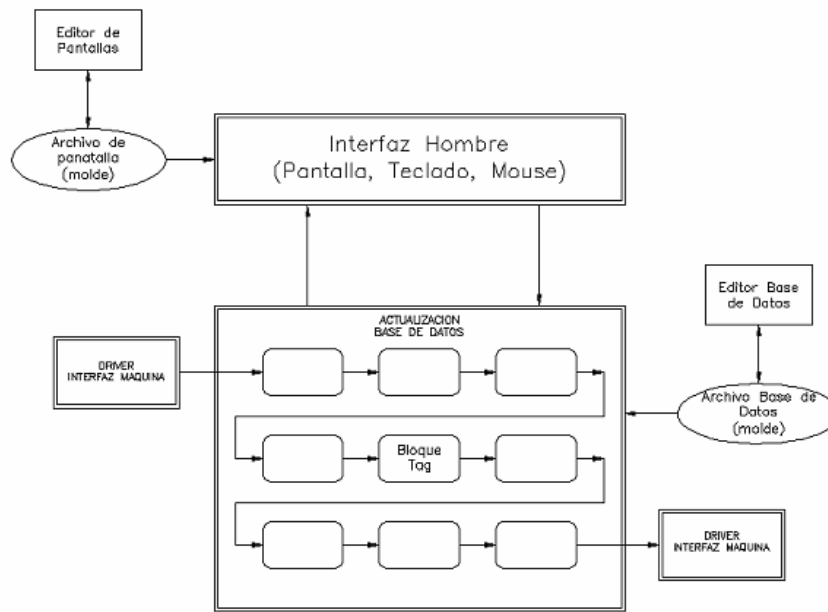 Editor de
Pantallas
Archivo de
panatalla
(molde)
Interfaz Hombre
(Pantalla, Teclado, Mouse)
Editor Base
de Datos
ACTUALIZACION
BASE DE DATOS
DRIVER
INTERFAZ MAQUINA
Archivo Base de
Datos
(molde)
Bloque
Tag
DRIVER
INTERFAZ MAQUINA